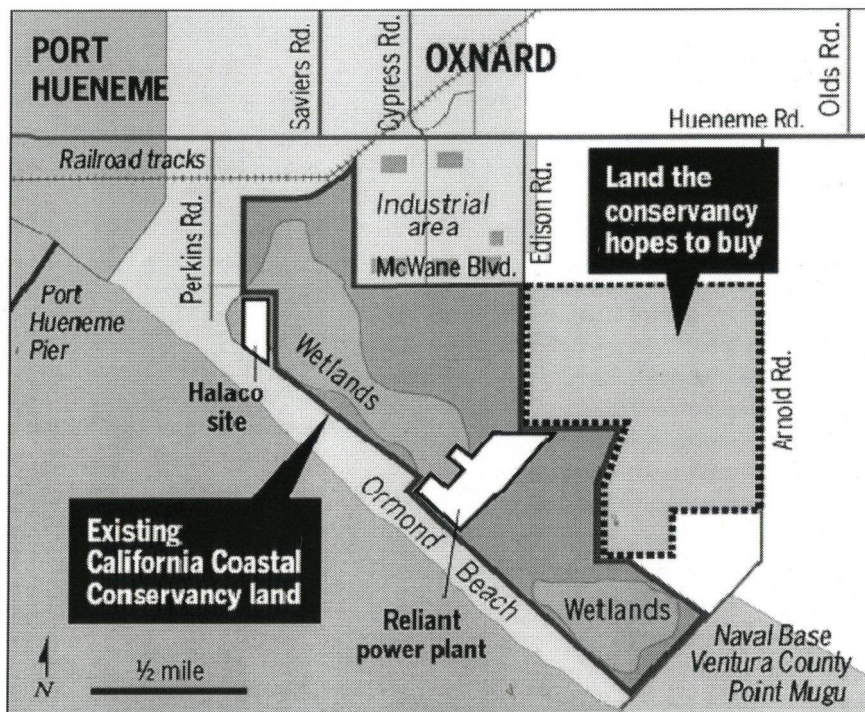 PORT
HUENEME
Saviers Rd.
Cypress Rd.
OXNARD
Olds Rd.
Hueneme Rd.
Railroad tracks
Perkins Rd.
Industrial
area
McWane Blvd.
Edison Rd.
Land the
conservancy
hopes to buy
Port
Hueneme
Pier
Wetlands
Arnold Rd.
Halaco
site
Existing
California Coastal
Conservancy land
Ormond Beach
Reliant
power plant
Wetlands
Naval Base
Ventura County
Point Mugu
N
½ mile